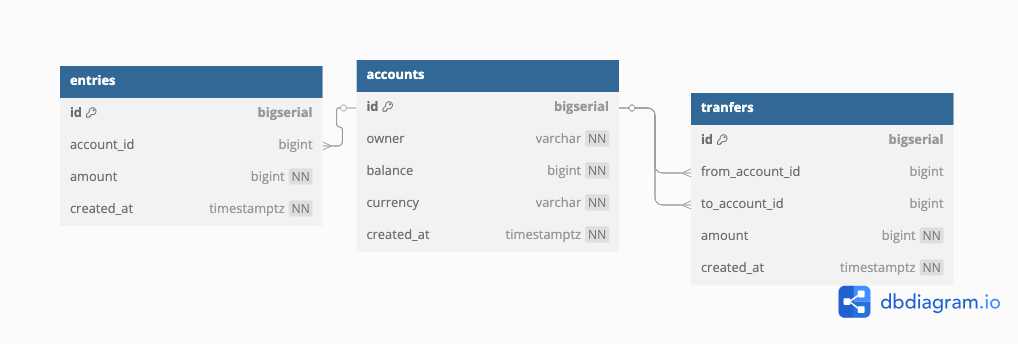 entries
id bigserial
account_id bigint
amount bigint NN
created_at timestamptz NN
accounts
id bigserial
owner varchar NN
balance bigint NN
currency varchar NN
created_at timestamptz NN
tranfers
id bigserial
from_account_id bigint
to_account_id bigint
amount bigint NN
created_at timestamptz NN
dbdiagram.io